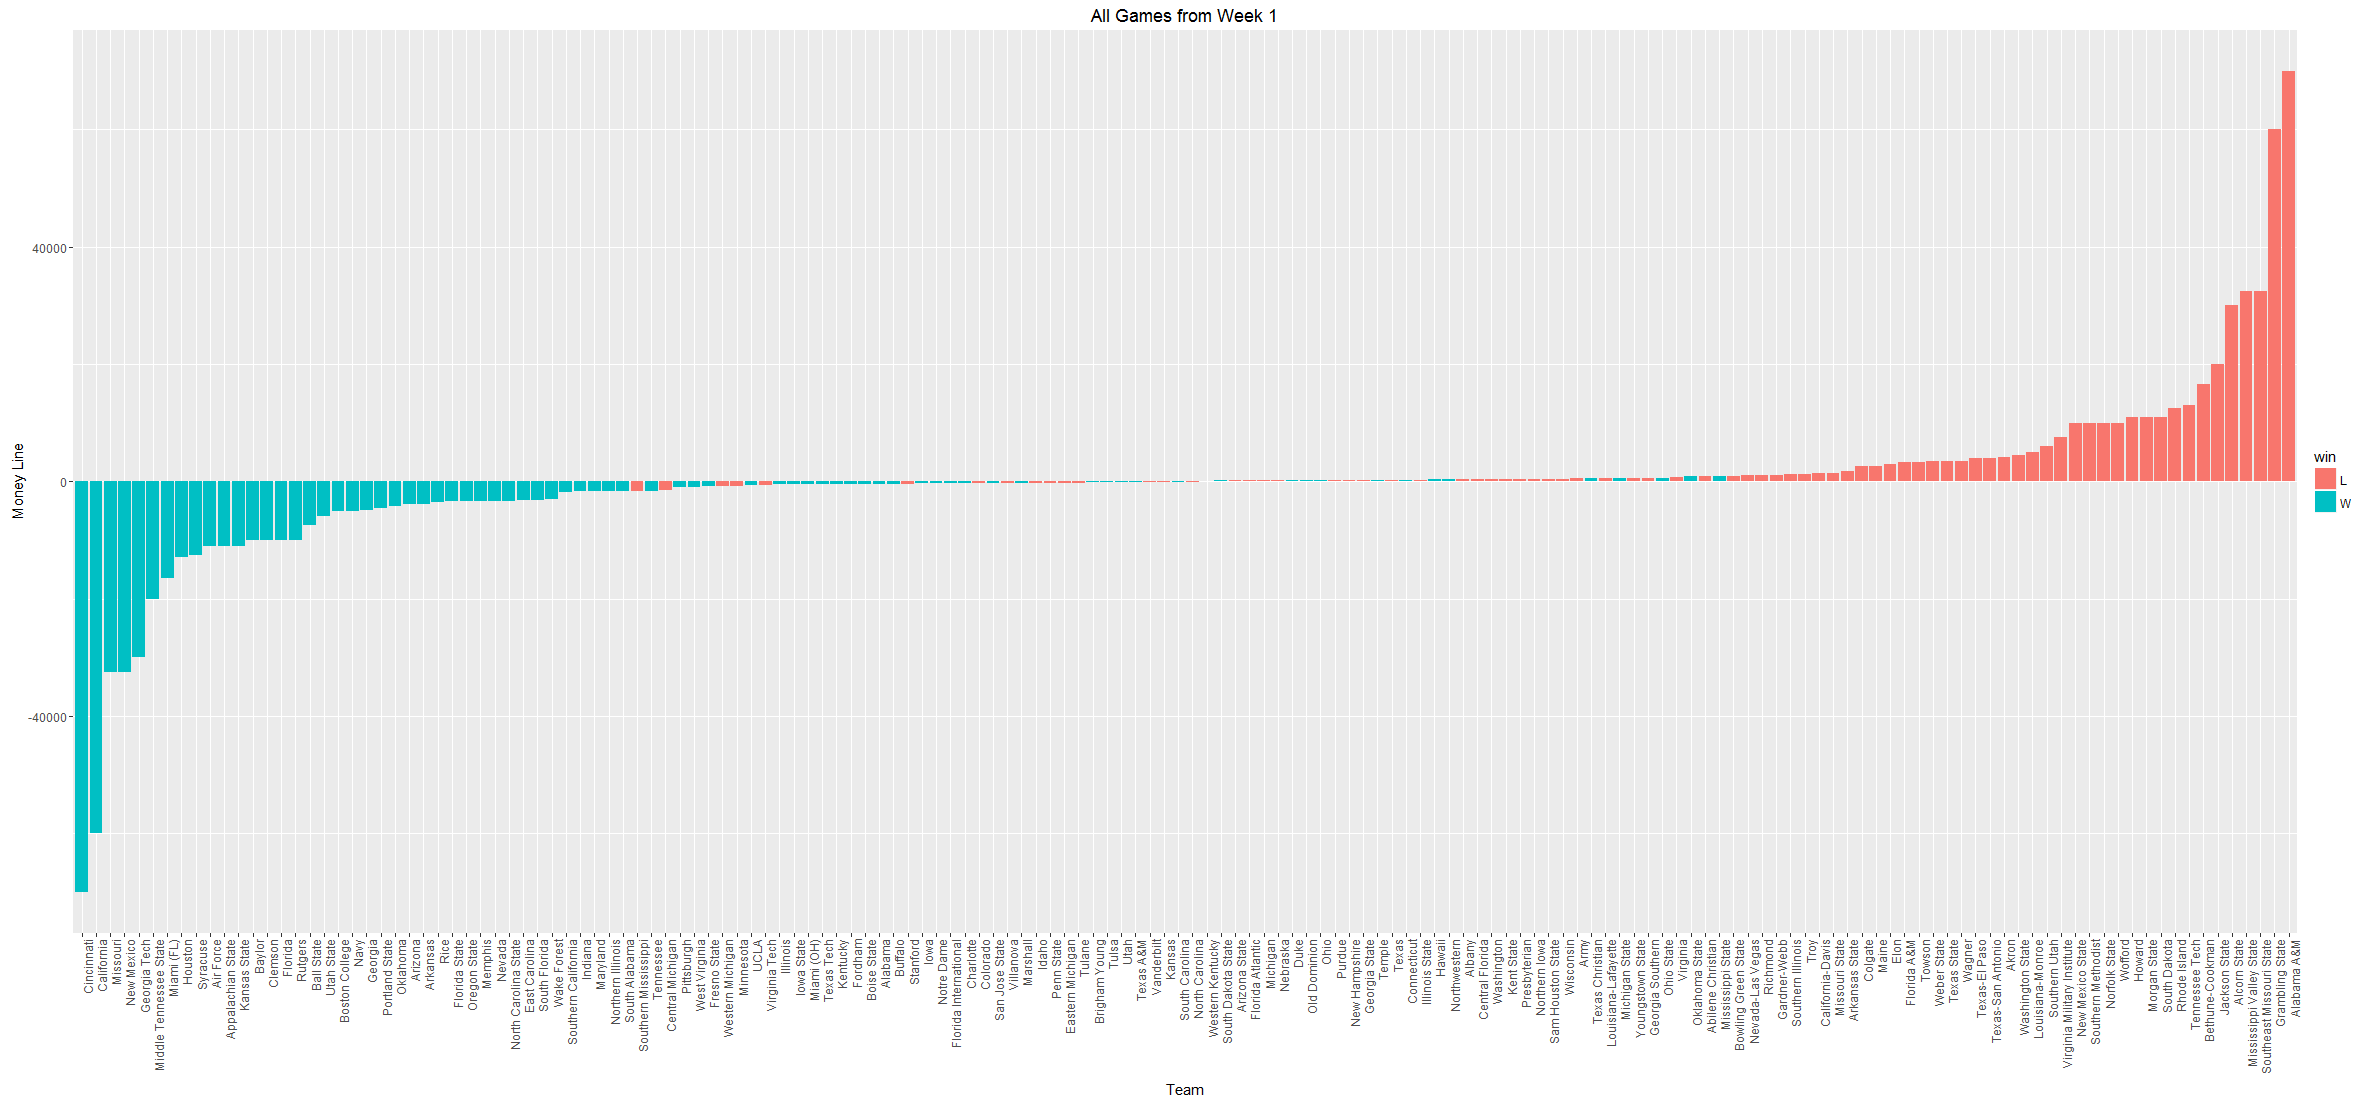 All Games from Week 1
Money Line
40000
0
-40000
Cincinnati
California
Missouri
New Mexico
Georgia Tech
Middle Tennessee State
Miami (FL)
Houston
Syracuse
Air Force
Appalachian State
Kansas State
Baylor
Clemson
Florida
Rutgers
Ball State
Utah State
Boston College
Navy
Georgia
Portland State
Oklahoma
Arizona
Arkansas
Rice
Florida State
Oregon State
Memphis
Nevada
North Carolina State
East Carolina
South Florida
Wake Forest
Southern California
Indiana
Maryland
Northern Illinois
South Alabama
Southern Mississippi
Tennessee
Central Michigan
Pittsburgh
West Virginia
Fresno State
Western Michigan
Minnesota
UCLA
Virginia Tech
Illinois
Iowa State
Miami (OH)
Texas Tech
Kentucky
Fordham
Boise State
Alabama
Buffalo
Stanford
Iowa
Notre Dame
Florida International
Charlotte
Colorado
San Jose State
Villanova
Marshall
Idaho
Penn State
Eastern Michigan
Tulane
Brigham Young
Tulsa
Utah
Texas A&M
Vanderbilt
Kansas
South Carolina
North Carolina
Western Kentucky
South Dakota State
Arizona State
Florida Atlantic
Michigan
Nebraska
Duke
Old Dominion
Ohio
Purdue
New Hampshire
Georgia State
Temple
Texas
Connecticut
Illinois State
Hawaii
Northwestern
Albany
Central Florida
Washington
Kent State
Presbyterian
Northern Iowa
Sam Houston State
Wisconsin
Army
Texas Christian
Louisiana-Lafayette
Michigan State
Youngstown State
Georgia Southern
Ohio State
Virginia
Oklahoma State
Abilene Christian
Mississippi State
Bowling Green State
Nevada-Las Vegas
Richmond
Gardner-Webb
Southern Illinois
Troy
California-Davis
Missouri State
Arkansas State
Colgate
Maine
Elon
Florida A&M
Towson
Weber State
Texas State
Wagner
Texas-El Paso
Texas-San Antonio
Akron
Washington State
Louisiana-Monroe
Southern Utah
Virginia Military Institute
New Mexico State
Southern Methodist
Norfolk State
Wofford
Howard
Morgan State
South Dakota
Rhode Island
Tennessee Tech
Bethune-Cookman
Jackson State
Alcorn State
Mississippi Valley State
Southeast Missouri State
Grambling State
Alabama A&M
Team
win
L
W